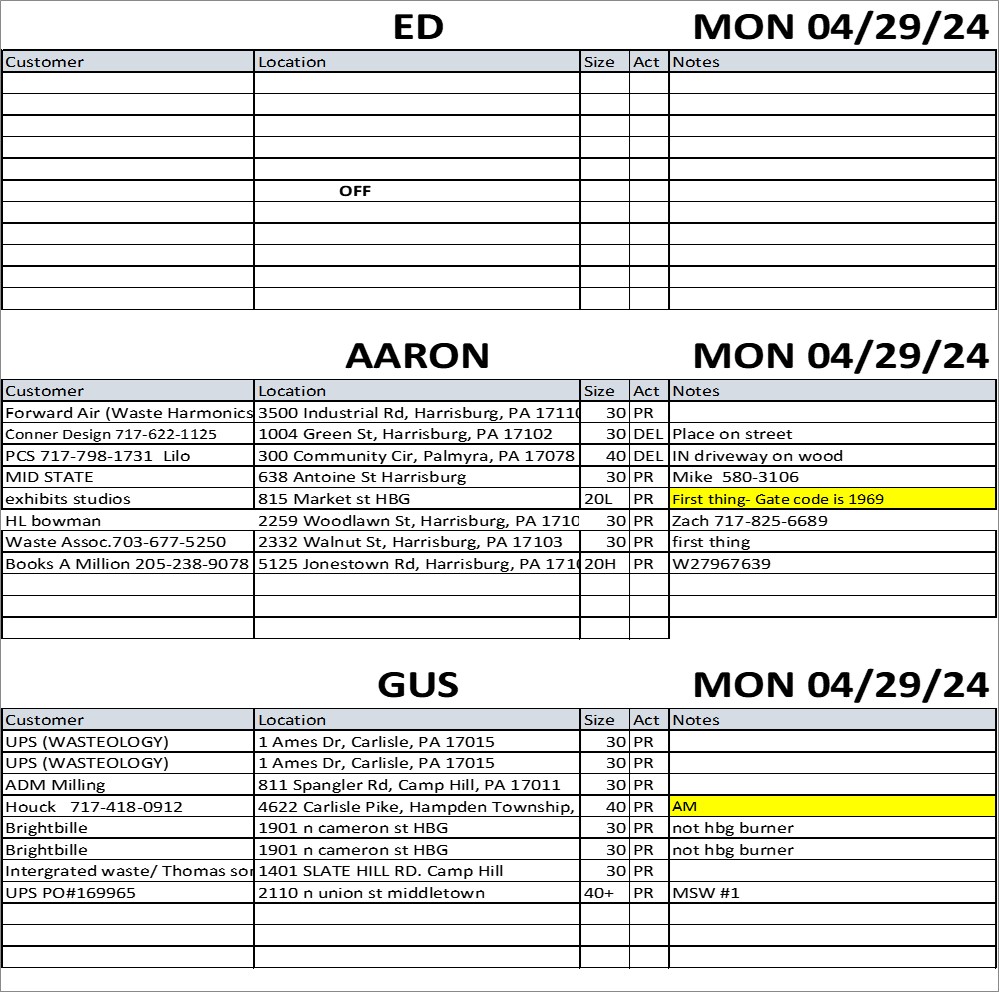 ED MON 04/29/24
Customer Location Size Act Notes
OFF
AARON MON 04/29/24
Customer Location Size Act Notes
Forward Air (Waste Harmonics 3500 Industrial Rd, Harrisburg, PA 17110 30 PR
Conner Design 717-622-1125 1004 Green St, Harrisburg, PA 17102 30 DEL Place on street
PCS 717-798-1731 Lilo 300 Community Cir, Palmyra, PA 17078 40 DEL IN driveway on wood
MID STATE 638 Antoine St Harrisburg 30 PR Mike 580-3106
exhibits studios 815 Market st HBG 20L PR First thing- Gate code is 1969
HL bowman 2259 Woodlawn St, Harrisburg, PA 1710 30 PR Zach 717-825-6689
Waste Assoc.703-677-5250 2332 Walnut St, Harrisburg, PA 17103 30 PR first thing
Books A Million 205-238-9078 5125 Jonestown Rd, Harrisburg, PA 171 20H PR W27967639
GUS MON 04/29/24
Customer Location Size Act Notes
UPS (WASTEOLOGY) 1 Ames Dr, Carlisle, PA 17015 30 PR
UPS (WASTEOLOGY) 1 Ames Dr, Carlisle, PA 17015 30 PR
ADM Milling 811 Spangler Rd, Camp Hill, PA 17011 30 PR
Houck 717-418-0912 4622 Carlisle Pike, Hampden Township, 40 PR AM
Brightbille 1901 n cameron st HBG 30 PR not hbg burner
Brightbille 1901 n cameron st HBG 30 PR not hbg burner
Intergrated waste/ Thomas sor 1401 SLATE HILL RD. Camp Hill 30 PR
UPS PO#169965 2110 n union st middletown 40+ PR MSW #1